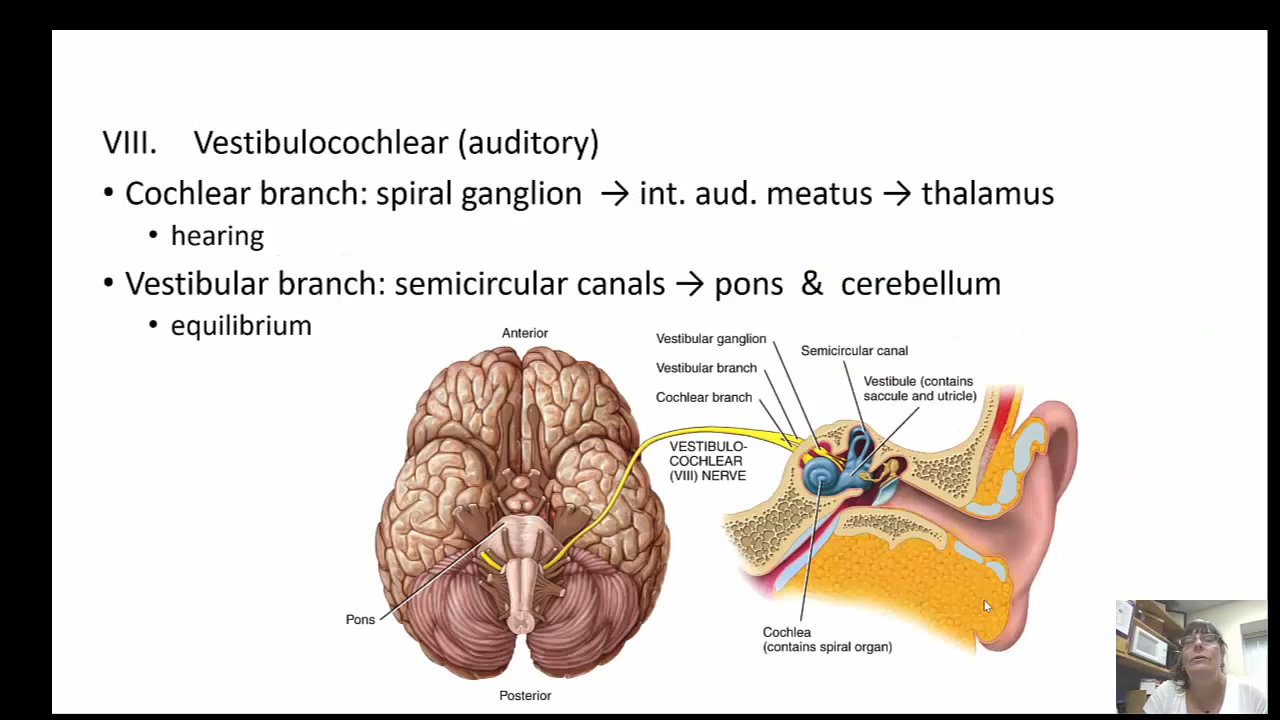 VIII. Vestibulocochlear (auditory)
• Cochlear branch: spiral ganglion → int. aud. meatus → thalamus
• hearing
• Vestibular branch: semicircular canals → pons & cerebellum
• equilibrium
Anterior
Vestibular ganglion
Vestibular branch
Cochlear branch
Semicircular canal
Vestibule (contains
saccule and utricle)
VESTIBULO-
COCHLEAR
(VIII) NERVE
Pons
Cochlea
(contains spiral organ)
Posterior